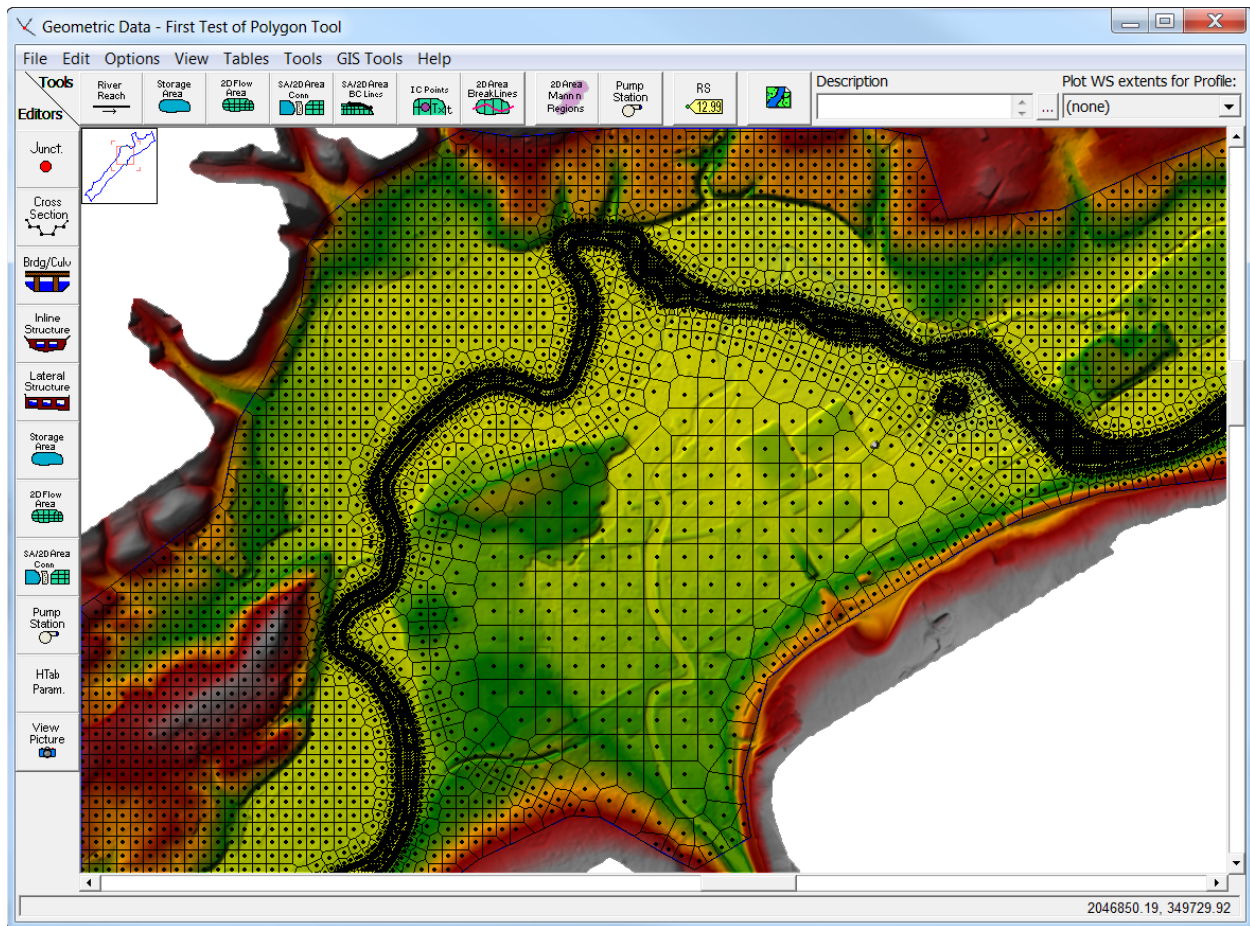 Geometric Data - First Test of Polygon Tool
File Edit Options View Tables Tools GIS Tools Help
Tools
Editors
River
Reach
Storage
Area
2D Flow
Area
SA/2D Area
Conn
SA/2D Area
BC Lines
IC Points
2D Area
BreakLines
2D Area
Mann n
Regions
Pump
Station
RS
12.99
Description
...
Plot WS extents for Profile:
(none)
Junct.
Cross
Section
Brdg/Culv
Inline
Structure
Lateral
Structure
Storage
Area
2D Flow
Area
SA/2D Area
Conn
Pump
Station
HTab
Param.
View
Picture
2046850.19, 349729.92